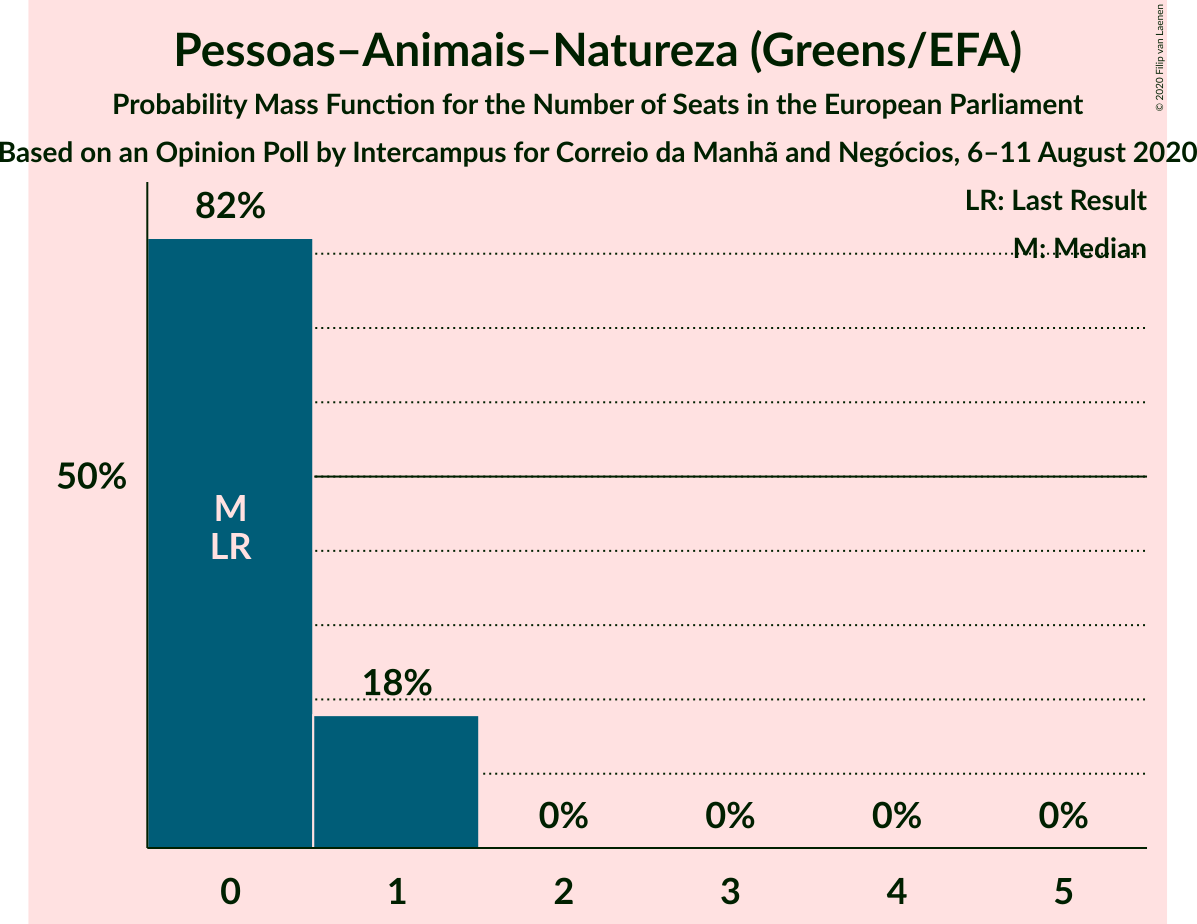 Pessoas–Animais–Natureza (Greens/EFA)
Probability Mass Function for the Number of Seats in the European Parliament
Based on an Opinion Poll by Intercampus for Correio da Manhã and Negócios, 6–11 August 2020
© 2020 Filip van Laenen
LR: Last Result
M: Median
82%
50%
M
LR
18%
0%
0%
0%
0%
0
1
2
3
4
5